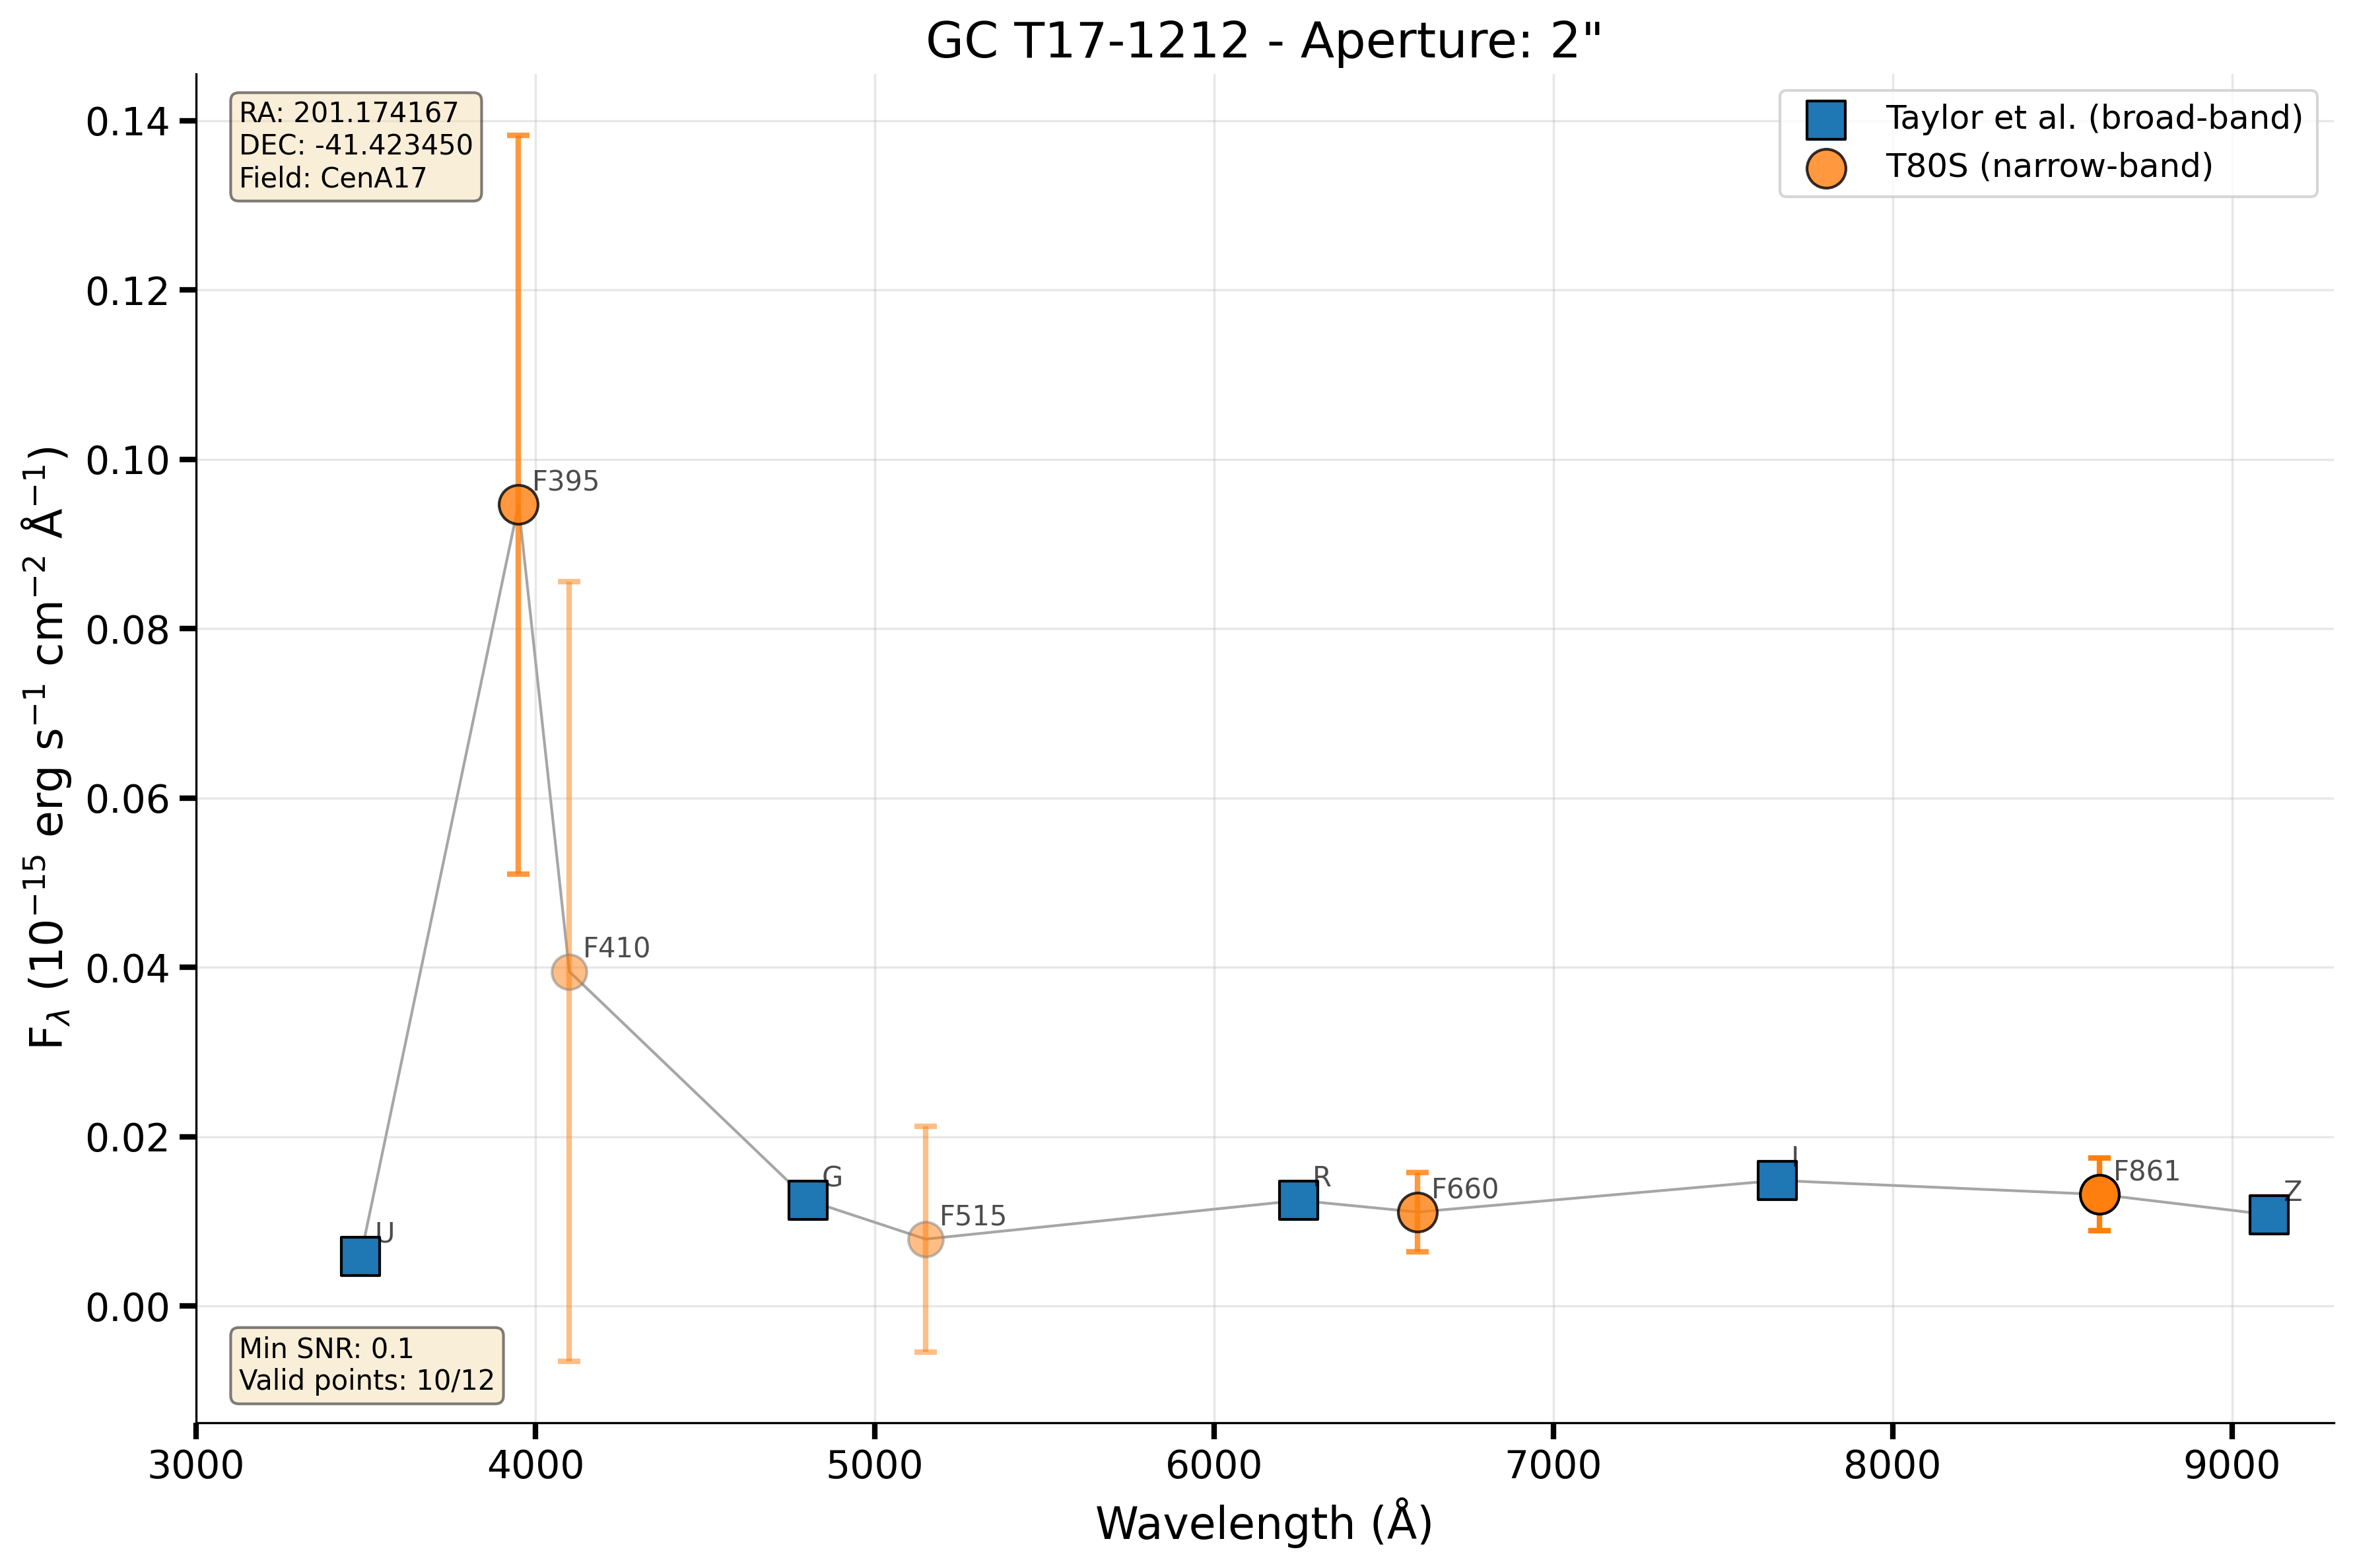 GC T17-1212 - Aperture: 2"
RA: 201.174167
DEC: -41.423450
Field: CenA17
Taylor et al. (broad-band)
T80S (narrow-band)
0.14
0.12
0.10
0.08
0.06
0.04
0.02
0.00
F_λ (10⁻¹⁵ erg s⁻¹ cm⁻² Å⁻¹)
F395
F410
U
G
F515
R
F660
I
F861
Z
Min SNR: 0.1
Valid points: 10/12
3000 4000 5000 6000 7000 8000 9000
Wavelength (Å)